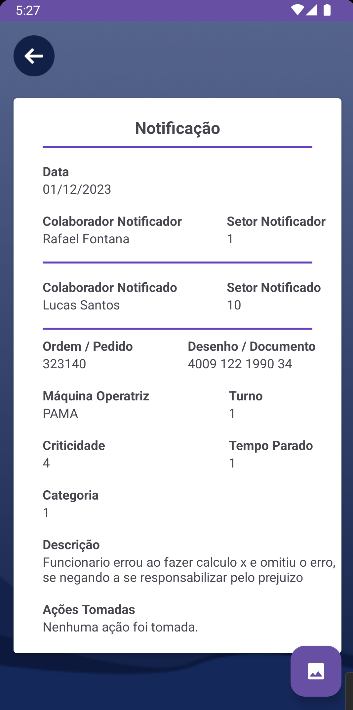 5:27
Notificação
Data
01/12/2023
Colaborador Notificador Setor Notificador
Rafael Fontana 1
Colaborador Notificado Setor Notificado
Lucas Santos 10
Ordem / Pedido Desenho / Documento
323140 4009 122 1990 34
Máquina Operatriz Turno
PAMA 1
Criticidade Tempo Parado
4 1
Categoria
1
Descrição
Funcionario errou ao fazer calculo x e omitiu o erro,
se negando a se responsabilizar pelo prejuizo
Ações Tomadas
Nenhuma ação foi tomada.